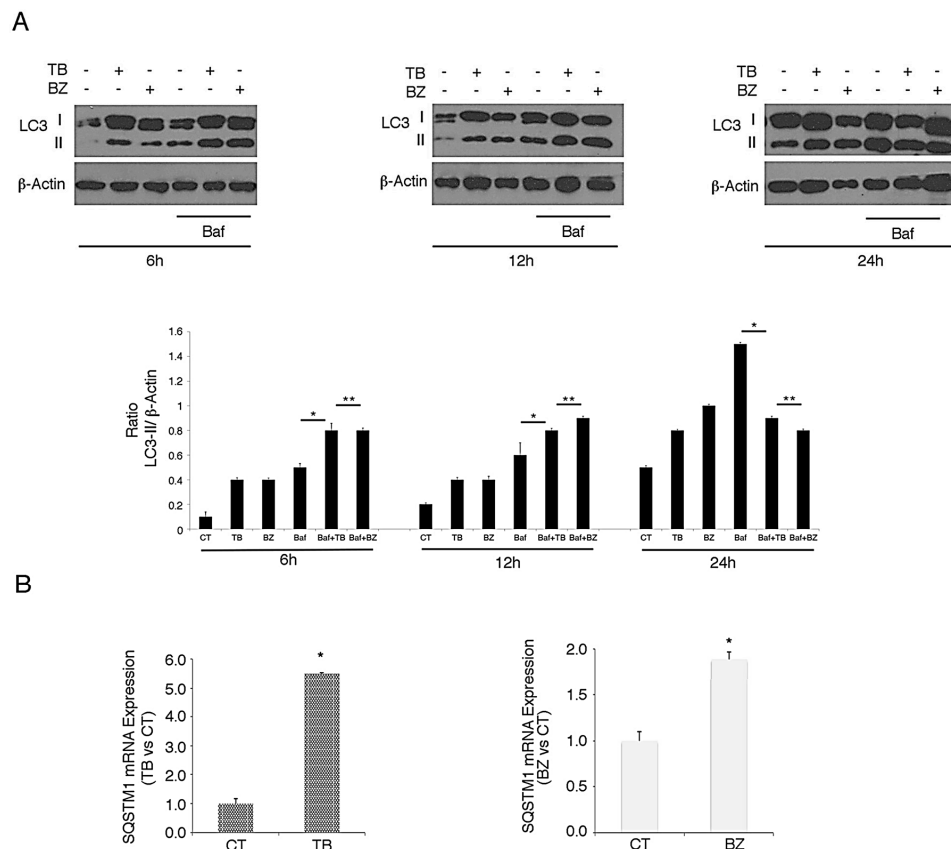 A
TB - + - - + - TB - + - - + - TB - + - - + -
BZ - - + - - + BZ - - + - - + BZ - - + - - +
LC3 I LC3 I LC3 I
II II II
β-Actin β-Actin β-Actin
Baf Baf Baf
6h 12h 24h
Ratio
LC3-II/ β-Actin
1.6
1.4
1.2
1
0.8
0.6
0.4
0.2
0
* ** * ** * **
CT TB BZ Baf Baf+TB Baf+BZ CT TB BZ Baf Baf+TB Baf+BZ CT TB BZ Baf Baf+TB Baf+BZ
6h 12h 24h
B
SQSTM1 mRNA Expression
(TB vs CT)
6.0
5.0
4.0
3.0
2.0
1.0
0.0
*
CT TB
SQSTM1 mRNA Expression
(BZ vs CT)
2.0
1.5
1.0
0.5
0.0
*
CT BZ